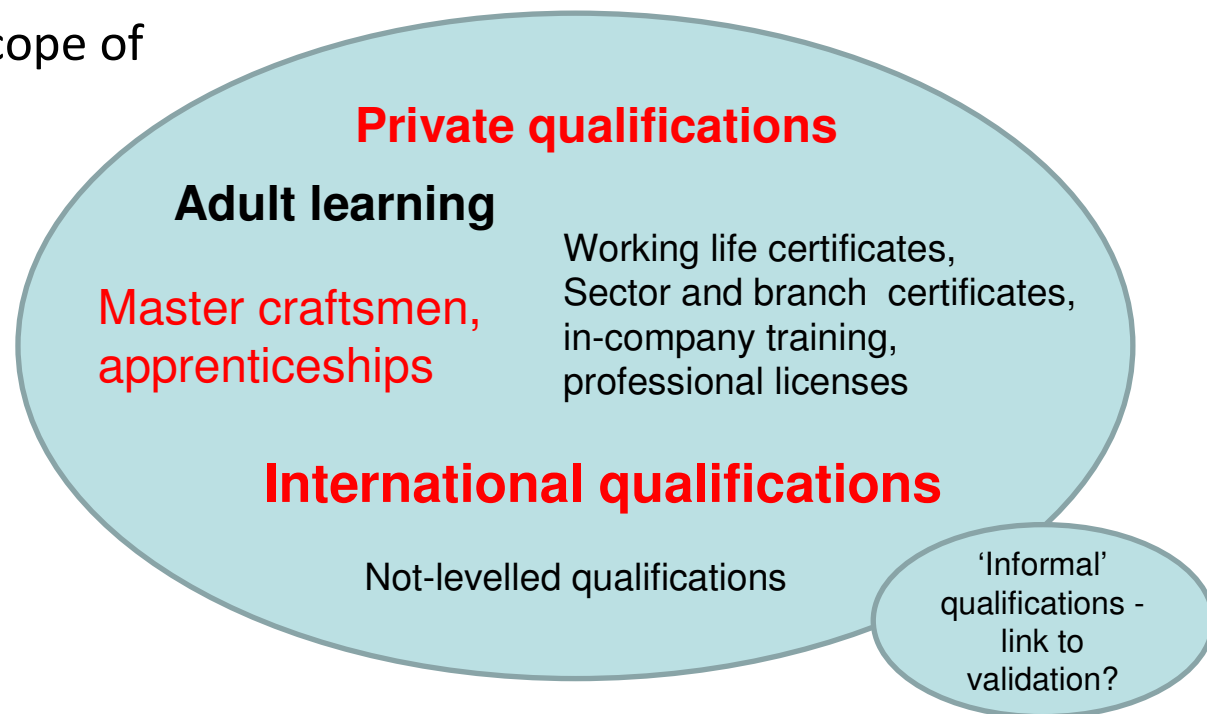 cope of
Private qualifications
Adult learning
Master craftsmen,
apprenticeships
Working life certificates,
Sector and branch certificates,
in-company training,
professional licenses
International qualifications
Not-levelled qualifications
‘Informal’
qualifications -
link to
validation?